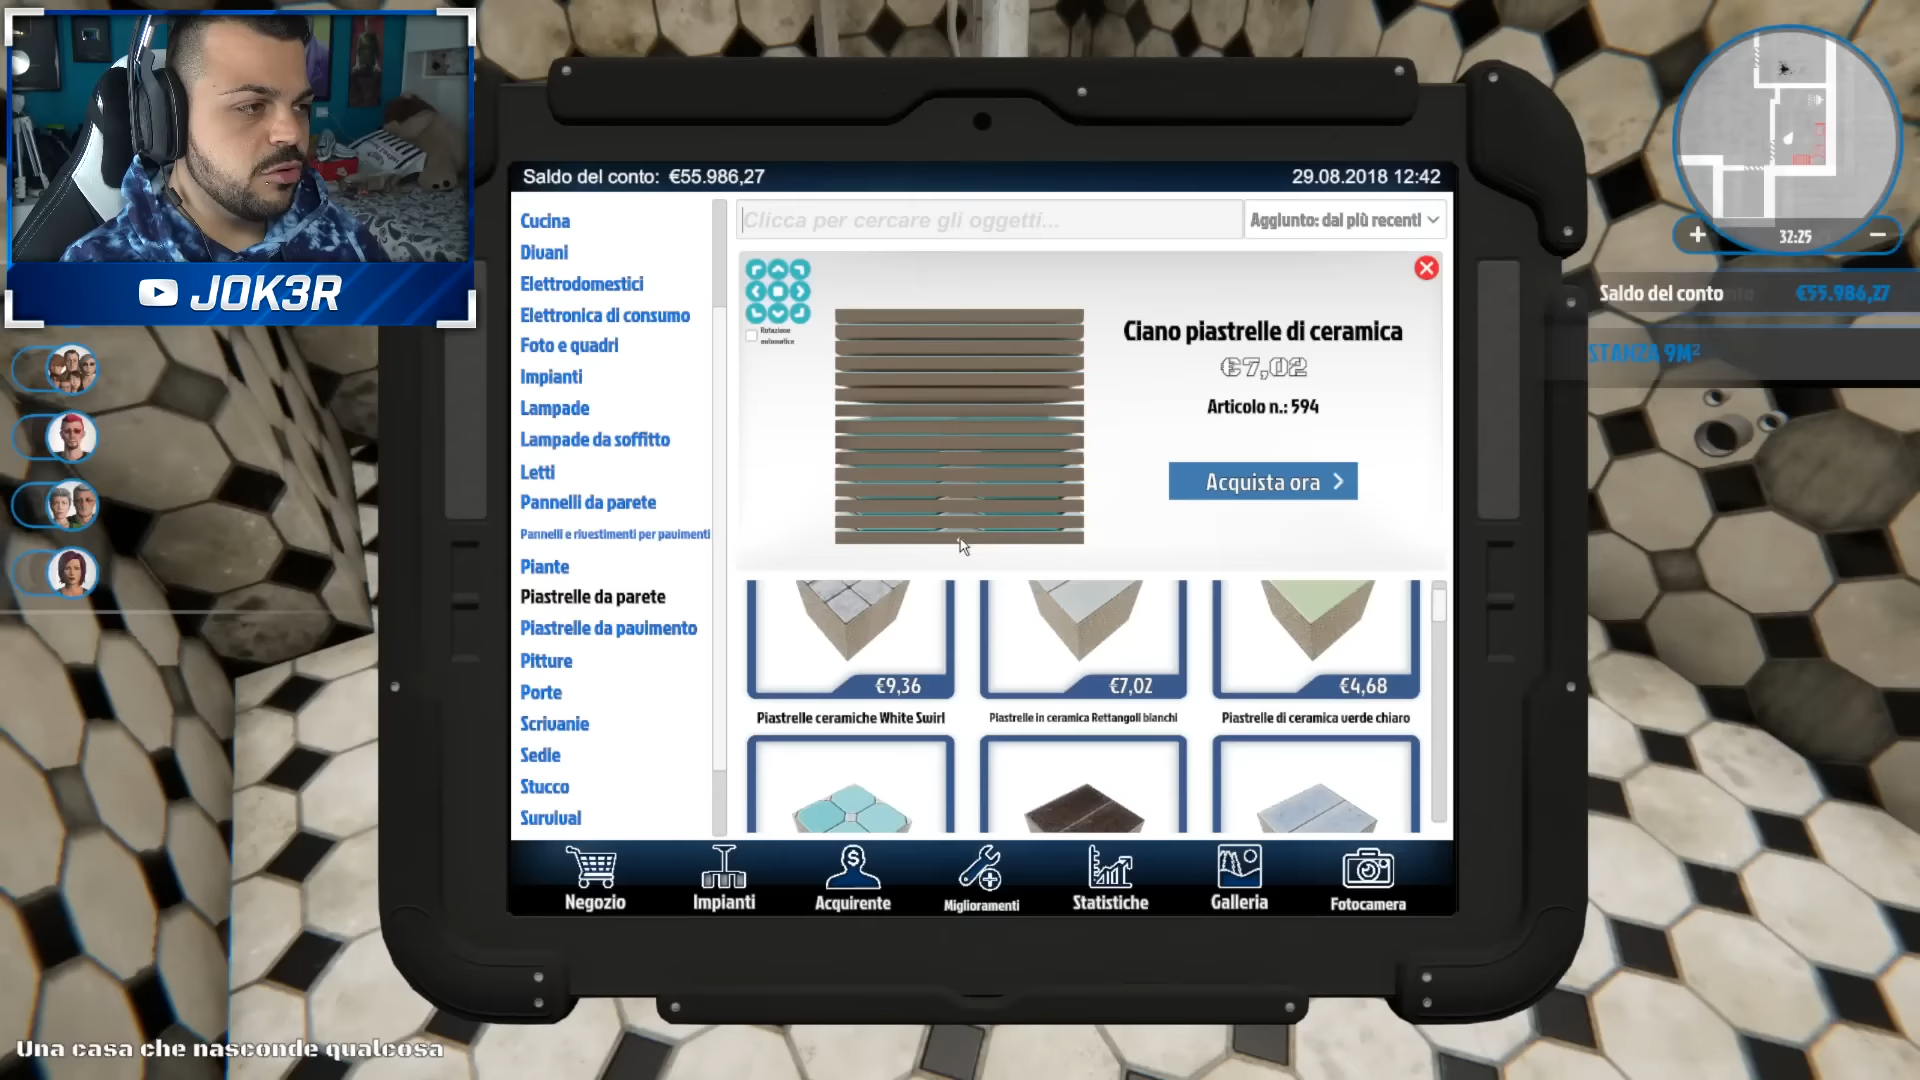 JOK3R
Saldo del conto: €55.986,27
29.08.2018 12:42
Cucina
Divani
Elettrodomestici
Elettronica di consumo
Foto e quadri
Impianti
Lampade
Lampade da soffitto
Letti
Pannelli da parete
Pannelli e rivestimenti per pavimenti
Piante
Piastrelle da parete
Piastrelle da pavimento
Pitture
Porte
Scrivanie
Sedie
Stucco
Survival
Clicca per cercare gli oggetti...
Aggiunto: dai più recenti
Rotazione
automatica
Ciano piastrelle di ceramica
€7,02
Articolo n.: 594
Acquista ora
€9,36
€7,02
€4,68
Piastrelle ceramiche White Swirl
Piastrelle in ceramica Rettangoli bianchi
Piastrelle di ceramica verde chiaro
Negozio
Impianti
Acquirente
Miglioramenti
Statistiche
Galleria
Fotocamera
+
32:25
−
Saldo del conto
€55.986,27
STANZA 9M²
Una casa che nasconde qualcosa